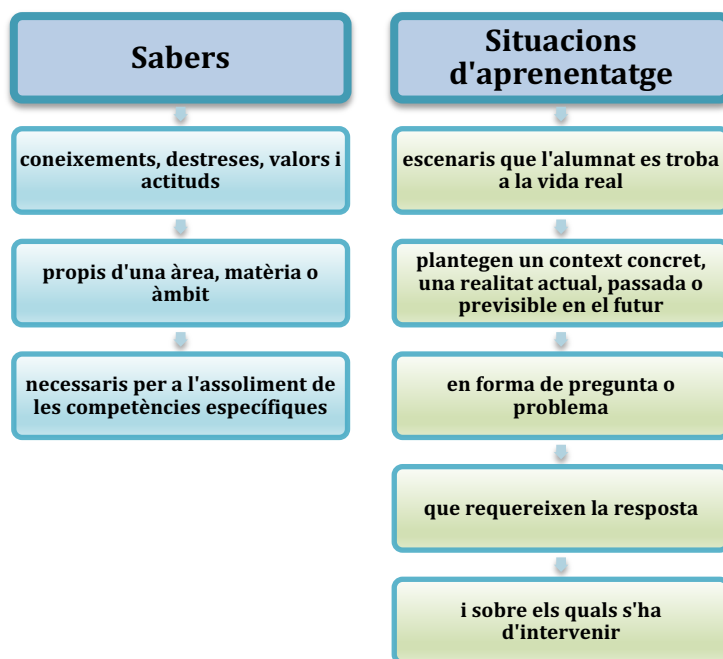 Sabers
coneixements, destreses, valors i
actituds
propis d'una àrea, matèria o
àmbit
necessaris per a l'assoliment de
les competències específiques
Situacions
d'aprenentatge
escenaris que l'alumnat es troba
a la vida real
plantegen un context concret,
una realitat actual, passada o
previsible en el futur
en forma de pregunta o
problema
que requereixen la resposta
i sobre els quals s'ha
d'intervenir